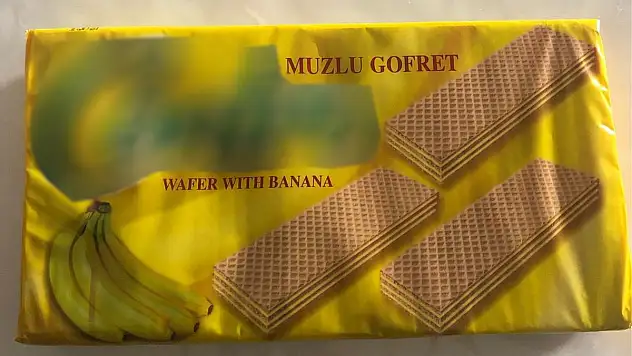 MUZLU GOFRET
WAFER WITH BANANA